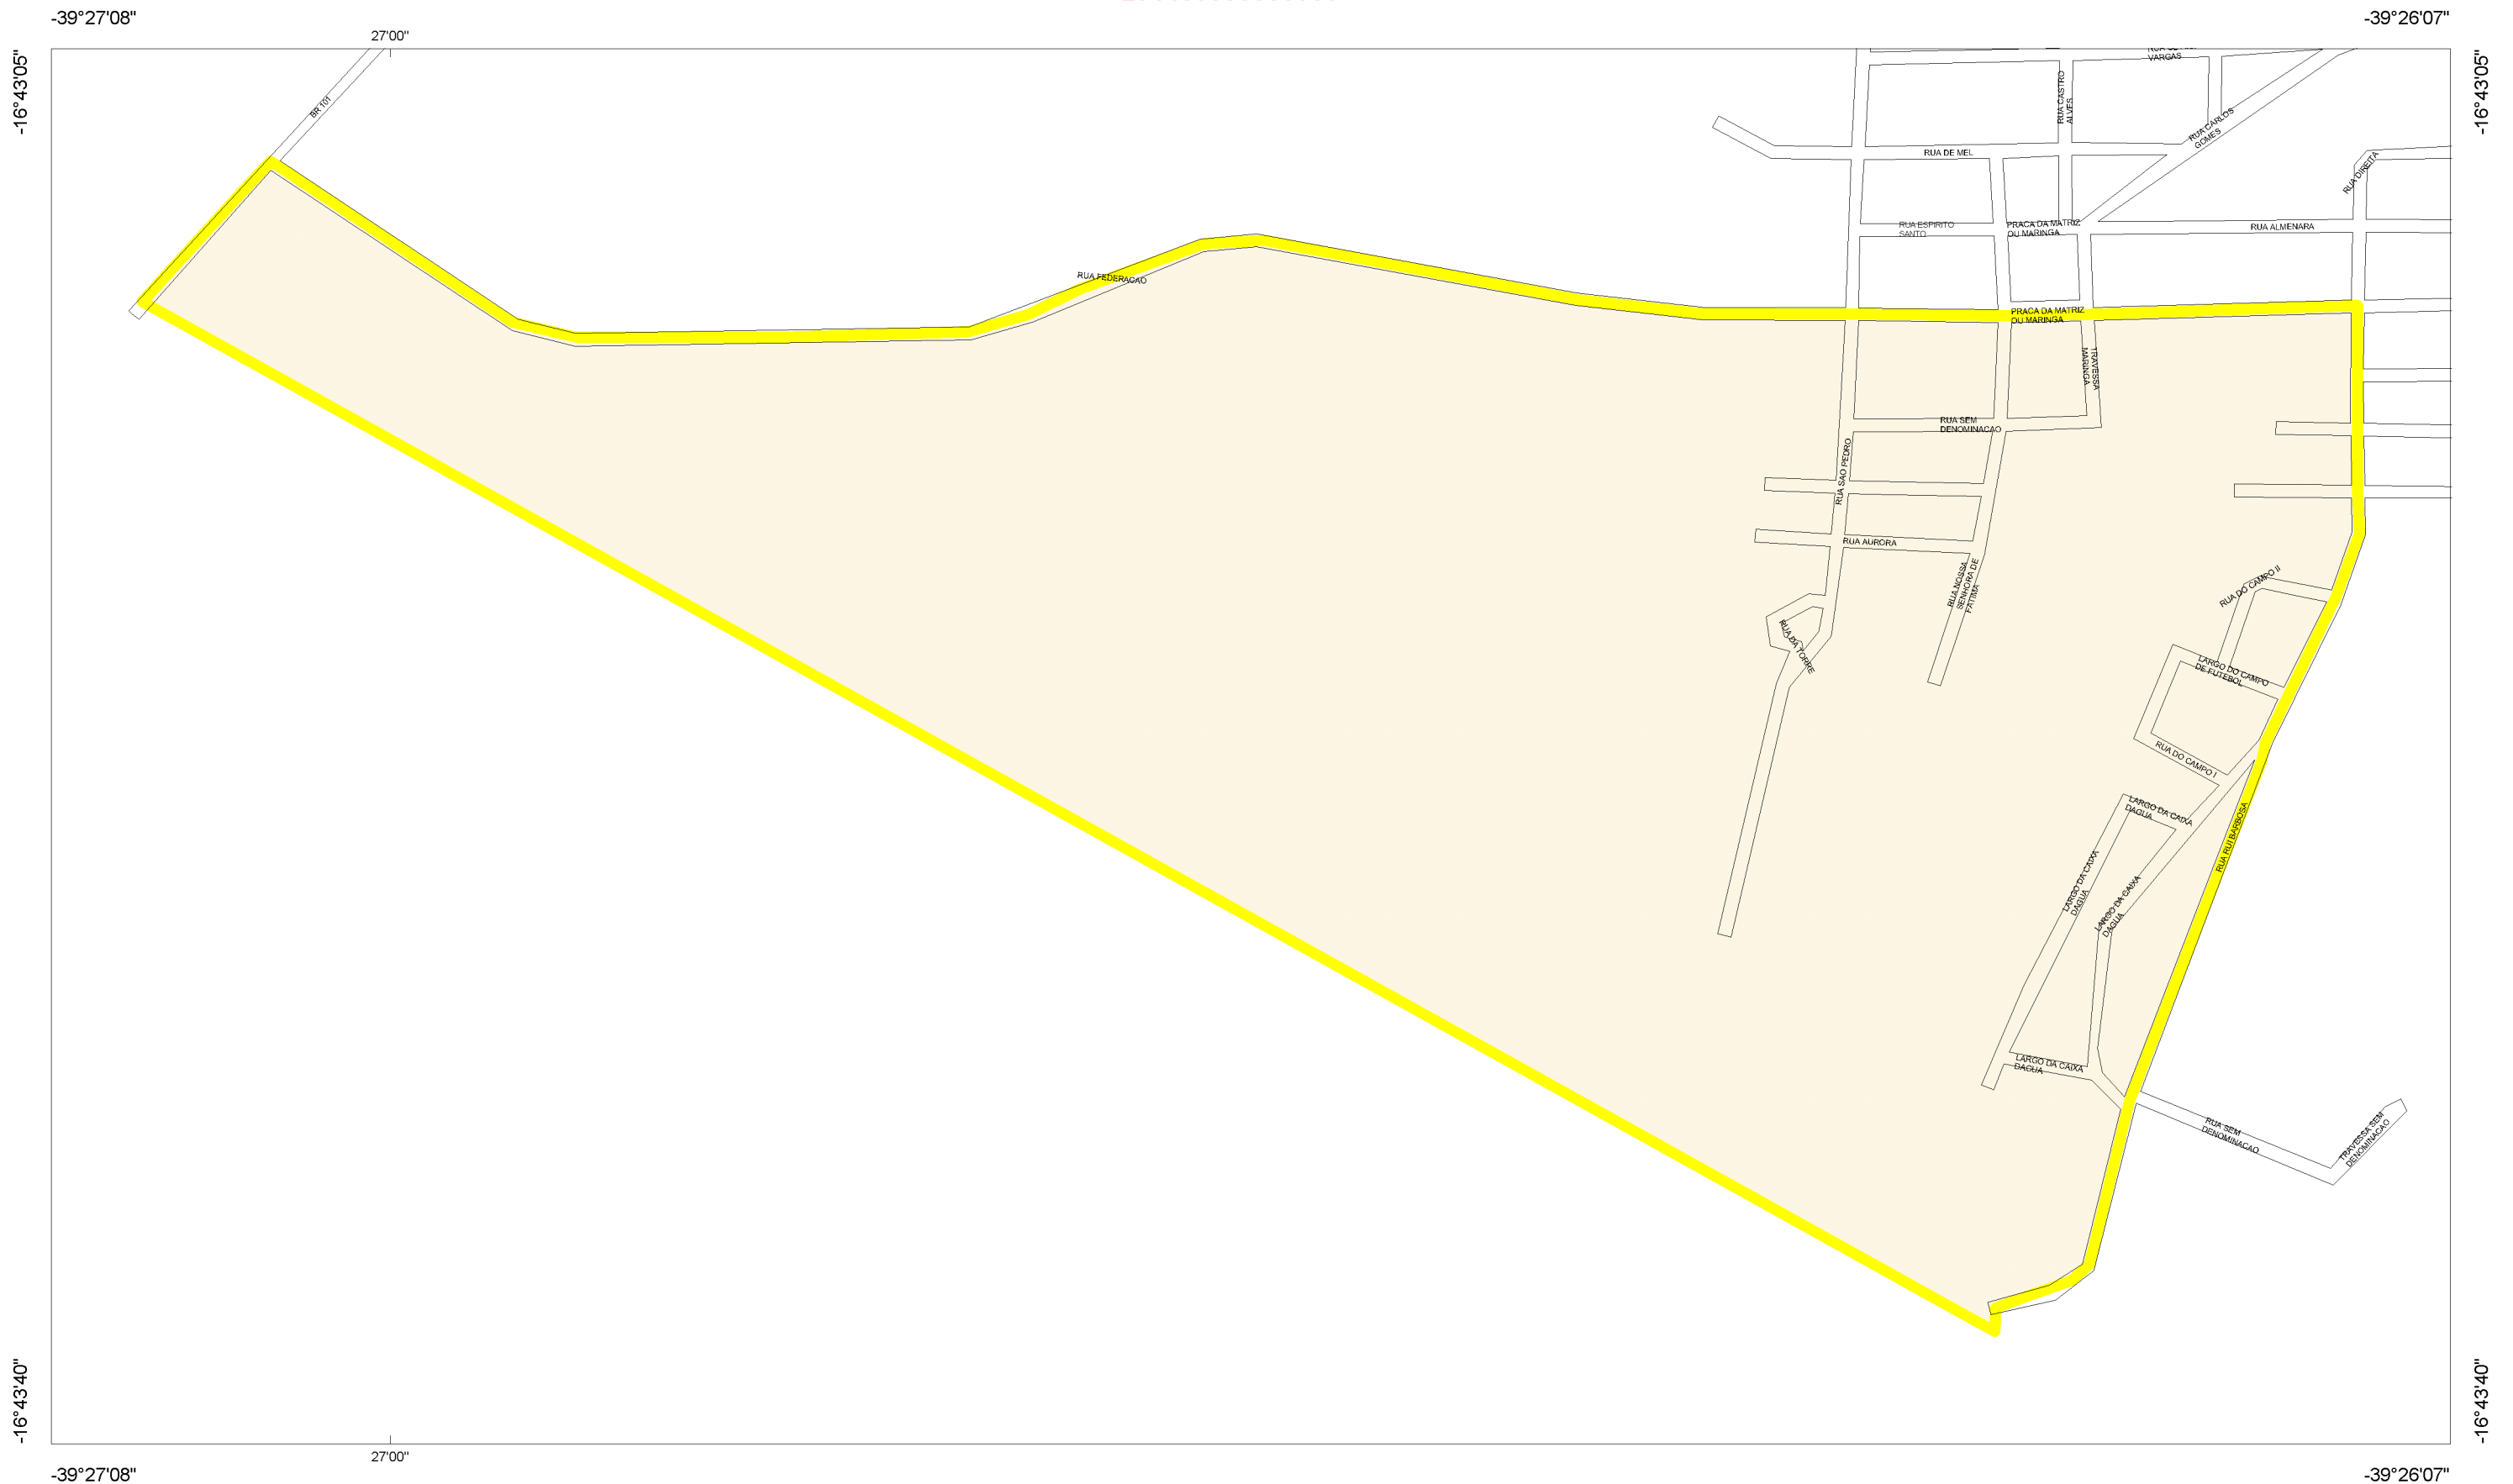 -39°27'08"
-39°26'07"
27'00"
-16°43'05"
-16°43'05"
VARGAS
BR 101
RUA CASTRO
ALVES
RUA CARLOS
GOMES
RUA DE MEL
RUA DIREITA
RUA ESPIRITO
SANTO
PRACA DA MATRIZ
OU MARINGA
RUA ALMENARA
RUA FEDERACAO
PRACA DA MATRIZ
OU MARINGA
TRAVESSA
MARINGA
RUA SEM
DENOMINACAO
RUA SAO PEDRO
RUA AURORA
RUA NOSSA
SENHORA DE
FATIMA
RUA DO CAMPO II
RUA DA TORRE
LARGO DO CAMPO
DE FUTEBOL
RUA DO CAMPO I
LARGO DA CAIXA
DAGUA
RUA RUI BARBOSA
LARGO DA CAIXA
DAGUA
LARGO DA CAIXA
DAGUA
LARGO DA CAIXA
DAGUA
RUA SEM
DENOMINACAO
TRAVESSA SEM
DENOMINACAO
-16°43'40"
-16°43'40"
27'00"
-39°27'08"
-39°26'07"